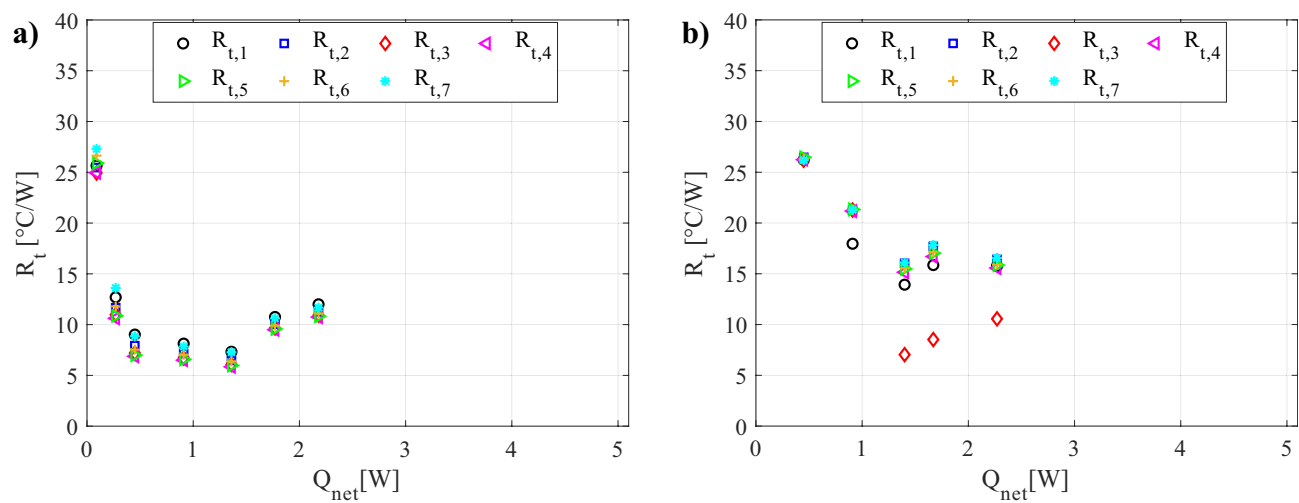 a)
R_t,1 R_t,2 R_t,3 R_t,4
R_t,5 R_t,6 R_t,7
40
35
30
25
20
15
10
5
0
R_t [°C/W]
0 1 2 3 4 5
Q_net[W]
b)
R_t,1 R_t,2 R_t,3 R_t,4
R_t,5 R_t,6 R_t,7
40
35
30
25
20
15
10
5
0
R_t [°C/W]
0 1 2 3 4 5
Q_net[W]